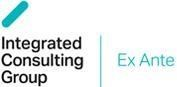 Integrated
Consulting
Group
Ex Ante